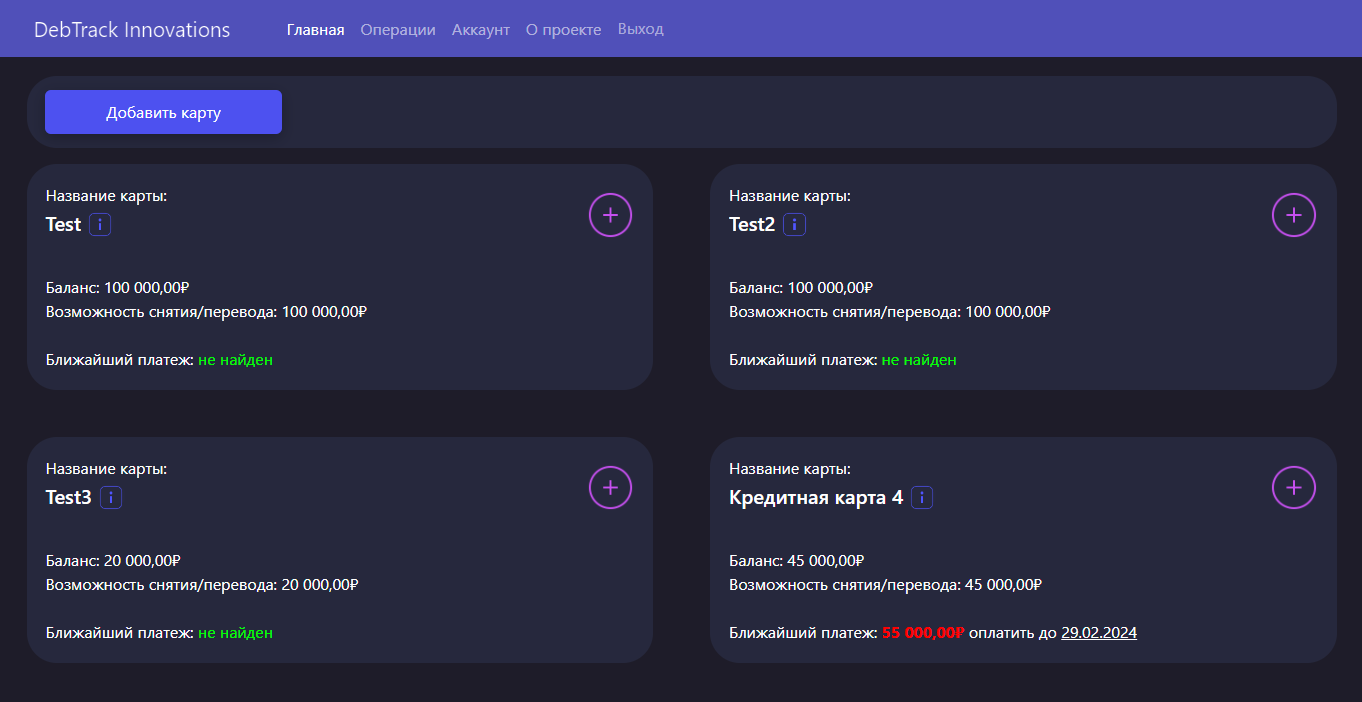 DebTrack Innovations
Главная
Операции
Аккаунт
О проекте
Выход
Добавить карту
Название карты:
Test
Баланс: 100 000,00₽
Возможность снятия/перевода: 100 000,00₽
Ближайший платеж: не найден
Название карты:
Test2
Баланс: 100 000,00₽
Возможность снятия/перевода: 100 000,00₽
Ближайший платеж: не найден
Название карты:
Test3
Баланс: 20 000,00₽
Возможность снятия/перевода: 20 000,00₽
Ближайший платеж: не найден
Название карты:
Кредитная карта 4
Баланс: 45 000,00₽
Возможность снятия/перевода: 45 000,00₽
Ближайший платеж: 55 000,00₽ оплатить до 29.02.2024